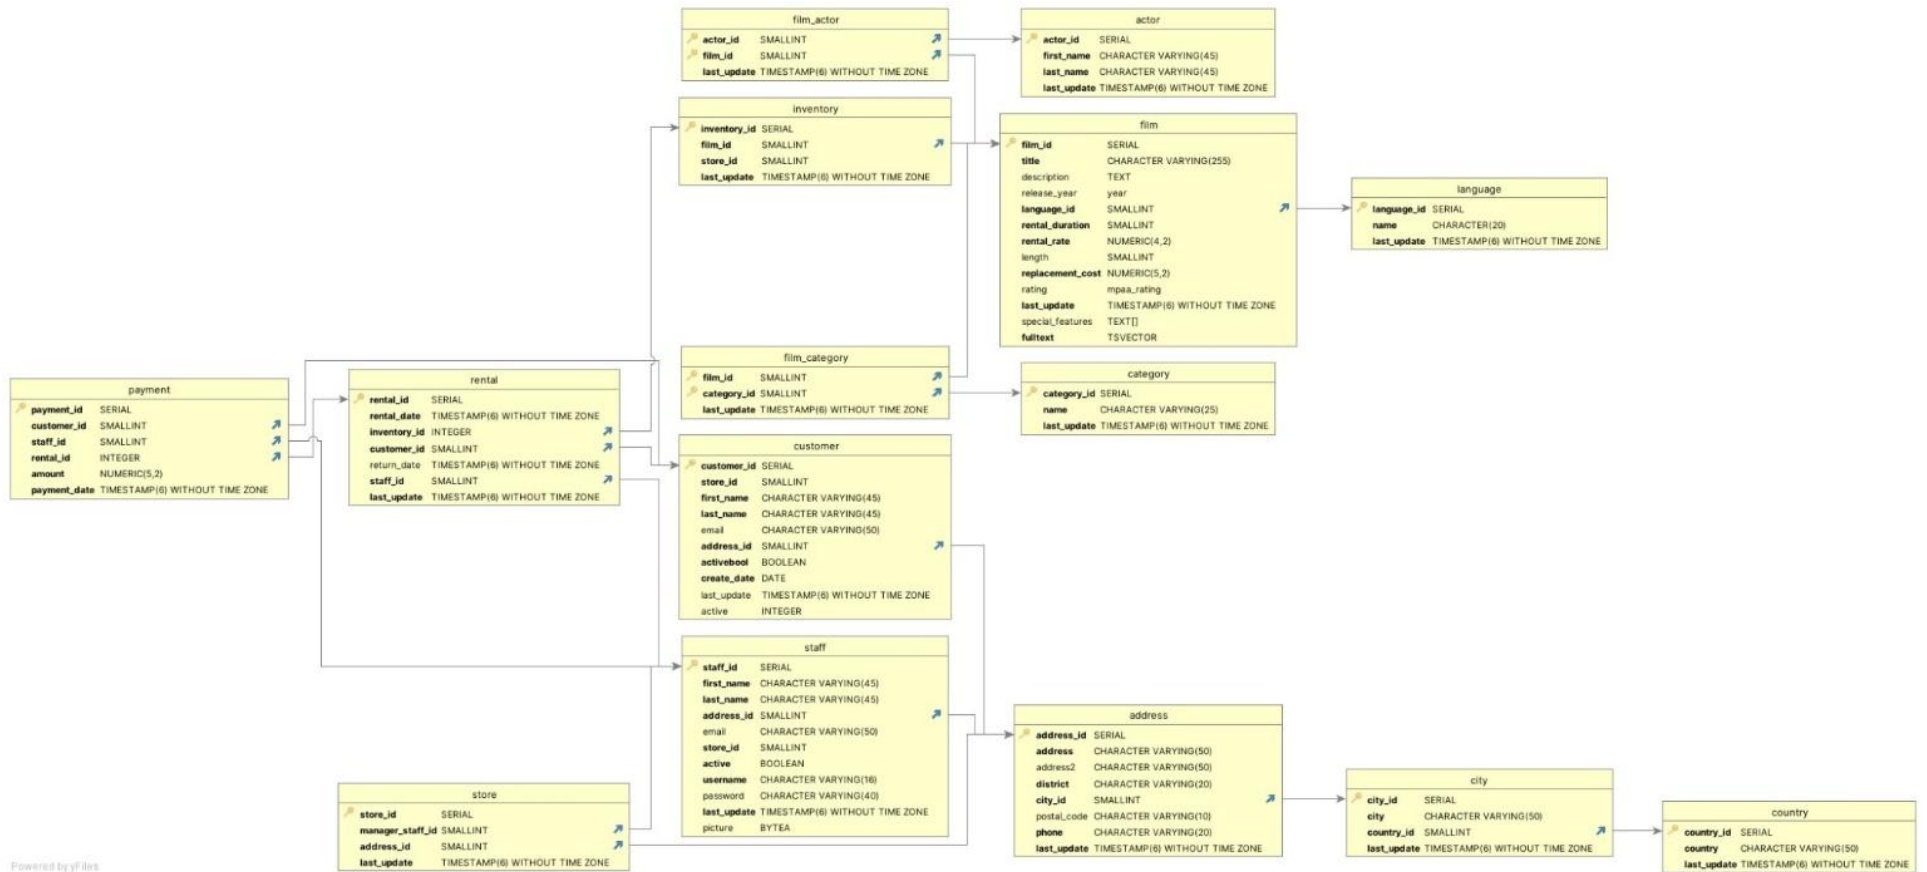 film_actor
actor_id SMALLINT
film_id SMALLINT
last_update TIMESTAMP(6) WITHOUT TIME ZONE
actor
actor_id SERIAL
first_name CHARACTER VARYING(45)
last_name CHARACTER VARYING(45)
last_update TIMESTAMP(6) WITHOUT TIME ZONE
inventory
inventory_id SERIAL
film_id SMALLINT
store_id SMALLINT
last_update TIMESTAMP(6) WITHOUT TIME ZONE
film
film_id SERIAL
title CHARACTER VARYING(255)
description TEXT
release_year year
language_id SMALLINT
rental_duration SMALLINT
rental_rate NUMERIC(4,2)
length SMALLINT
replacement_cost NUMERIC(5,2)
rating mpaa_rating
last_update TIMESTAMP(6) WITHOUT TIME ZONE
special_features TEXT[]
fulltext TSVECTOR
language
language_id SERIAL
name CHARACTER(20)
last_update TIMESTAMP(6) WITHOUT TIME ZONE
payment
payment_id SERIAL
customer_id SMALLINT
staff_id SMALLINT
rental_id INTEGER
amount NUMERIC(5,2)
payment_date TIMESTAMP(6) WITHOUT TIME ZONE
rental
rental_id SERIAL
rental_date TIMESTAMP(6) WITHOUT TIME ZONE
inventory_id INTEGER
customer_id SMALLINT
return_date TIMESTAMP(6) WITHOUT TIME ZONE
staff_id SMALLINT
last_update TIMESTAMP(6) WITHOUT TIME ZONE
film_category
film_id SMALLINT
category_id SMALLINT
last_update TIMESTAMP(6) WITHOUT TIME ZONE
category
category_id SERIAL
name CHARACTER VARYING(25)
last_update TIMESTAMP(6) WITHOUT TIME ZONE
customer
customer_id SERIAL
store_id SMALLINT
first_name CHARACTER VARYING(45)
last_name CHARACTER VARYING(45)
email CHARACTER VARYING(50)
address_id SMALLINT
activebool BOOLEAN
create_date DATE
last_update TIMESTAMP(6) WITHOUT TIME ZONE
active INTEGER
staff
staff_id SERIAL
first_name CHARACTER VARYING(45)
last_name CHARACTER VARYING(45)
address_id SMALLINT
email CHARACTER VARYING(50)
store_id SMALLINT
active BOOLEAN
username CHARACTER VARYING(16)
password CHARACTER VARYING(40)
last_update TIMESTAMP(6) WITHOUT TIME ZONE
picture BYTEA
store
store_id SERIAL
manager_staff_id SMALLINT
address_id SMALLINT
last_update TIMESTAMP(6) WITHOUT TIME ZONE
address
address_id SERIAL
address CHARACTER VARYING(50)
address2 CHARACTER VARYING(50)
district CHARACTER VARYING(20)
city_id SMALLINT
postal_code CHARACTER VARYING(10)
phone CHARACTER VARYING(20)
last_update TIMESTAMP(6) WITHOUT TIME ZONE
city
city_id SERIAL
city CHARACTER VARYING(50)
country_id SMALLINT
last_update TIMESTAMP(6) WITHOUT TIME ZONE
country
country_id SERIAL
country CHARACTER VARYING(50)
last_update TIMESTAMP(6) WITHOUT TIME ZONE
Powered by yFiles